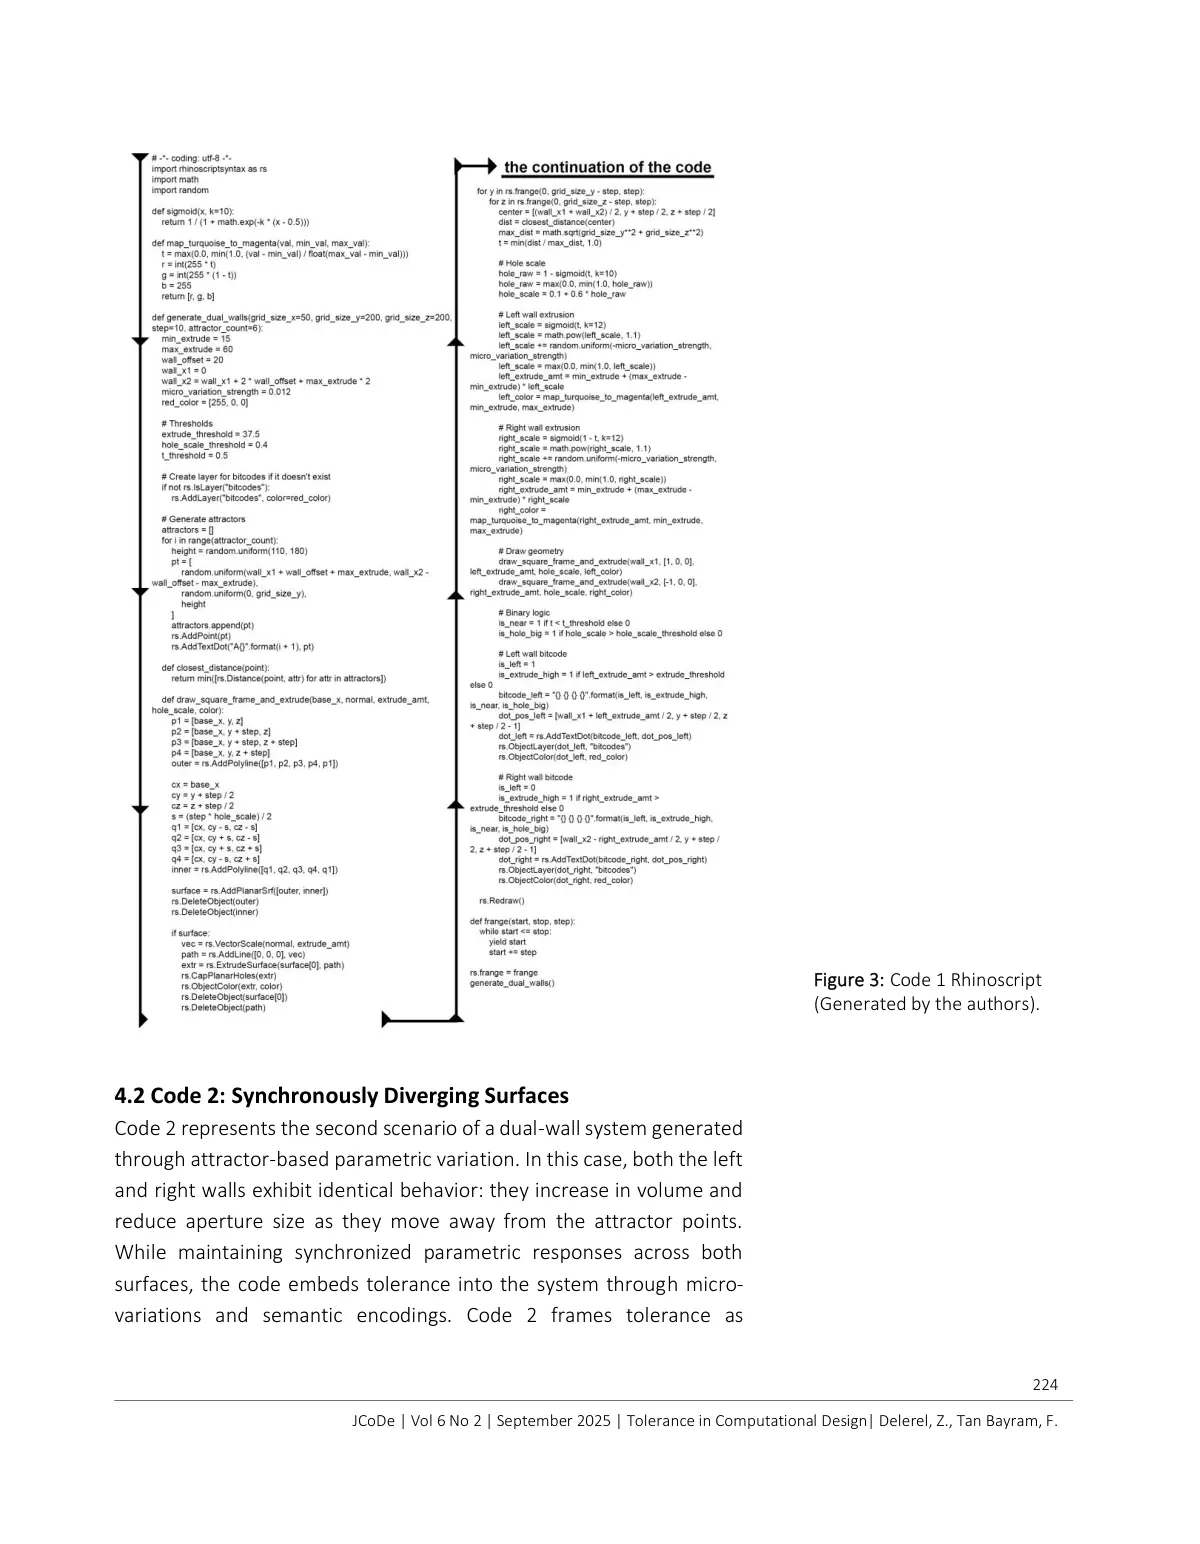 # -*- coding: utf-8 -*-
import rhinoscriptsyntax as rs
import math
import random
def sigmoid(x, k=10):
return 1 / (1 + math.exp(-k * (x - 0.5)))
def map_turquoise_to_magenta(val, min_val, max_val):
t = max(0.0, min(1.0, (val - min_val) / float(max_val - min_val)))
r = int(255 * t)
g = int(255 * (1 - t))
b = 255
return [r, g, b]
def generate_dual_walls(grid_size_x=50, grid_size_y=200, grid_size_z=200,
step=10, attractor_count=6):
min_extrude = 15
max_extrude = 60
wall_offset = 20
wall_x1 = 0
wall_x2 = wall_x1 + 2 * wall_offset + max_extrude * 2
micro_variation_strength = 0.012
red_color = [255, 0, 0]
# Thresholds
extrude_threshold = 37.5
hole_scale_threshold = 0.4
t_threshold = 0.5
# Create layer for bitcodes if it doesn't exist
if not rs.IsLayer("bitcodes"):
rs.AddLayer("bitcodes", color=red_color)
# Generate attractors
attractors = []
for i in range(attractor_count):
height = random.uniform(110, 180)
pt = [
random.uniform(wall_x1 + wall_offset + max_extrude, wall_x2 -
wall_offset - max_extrude),
random.uniform(0, grid_size_y),
height
]
attractors.append(pt)
rs.AddPoint(pt)
rs.AddTextDot("A{}".format(i + 1), pt)
def closest_distance(point):
return min([rs.Distance(point, attr) for attr in attractors])
def draw_square_frame_and_extrude(base_x, normal, extrude_amt,
hole_scale, color):
p1 = [base_x, y, z]
p2 = [base_x, y + step, z]
p3 = [base_x, y + step, z + step]
p4 = [base_x, y, z + step]
outer = rs.AddPolyline([p1, p2, p3, p4, p1])
cx = base_x
cy = y + step / 2
cz = z + step / 2
s = (step * hole_scale) / 2
q1 = [cx, cy - s, cz - s]
q2 = [cx, cy + s, cz - s]
q3 = [cx, cy + s, cz + s]
q4 = [cx, cy - s, cz + s]
inner = rs.AddPolyline([q1, q2, q3, q4, q1])
surface = rs.AddPlanarSrf([outer, inner])
rs.DeleteObject(outer)
rs.DeleteObject(inner)
if surface:
vec = rs.VectorScale(normal, extrude_amt)
path = rs.AddLine([0, 0, 0], vec)
extr = rs.ExtrudeSurface(surface[0], path)
rs.CapPlanarHoles(extr)
rs.ObjectColor(extr, color)
rs.DeleteObject(surface[0])
rs.DeleteObject(path)
the continuation of the code
for y in rs.frange(0, grid_size_y - step, step):
for z in rs.frange(0, grid_size_z - step, step):
center = [(wall_x1 + wall_x2) / 2, y + step / 2, z + step / 2]
dist = closest_distance(center)
max_dist = math.sqrt(grid_size_y**2 + grid_size_z**2)
t = min(dist / max_dist, 1.0)
# Hole scale
hole_raw = 1 - sigmoid(t, k=10)
hole_raw = max(0.0, min(1.0, hole_raw))
hole_scale = 0.1 + 0.6 * hole_raw
# Left wall extrusion
left_scale = sigmoid(t, k=12)
left_scale = math.pow(left_scale, 1.1)
left_scale += random.uniform(-micro_variation_strength,
micro_variation_strength)
left_scale = max(0.0, min(1.0, left_scale))
left_extrude_amt = min_extrude + (max_extrude -
min_extrude) * left_scale
left_color = map_turquoise_to_magenta(left_extrude_amt,
min_extrude, max_extrude)
# Right wall extrusion
right_scale = sigmoid(1 - t, k=12)
right_scale = math.pow(right_scale, 1.1)
right_scale += random.uniform(-micro_variation_strength,
micro_variation_strength)
right_scale = max(0.0, min(1.0, right_scale))
right_extrude_amt = min_extrude + (max_extrude -
min_extrude) * right_scale
right_color =
map_turquoise_to_magenta(right_extrude_amt, min_extrude,
max_extrude)
# Draw geometry
draw_square_frame_and_extrude(wall_x1, [1, 0, 0],
left_extrude_amt, hole_scale, left_color)
draw_square_frame_and_extrude(wall_x2, [-1, 0, 0],
right_extrude_amt, hole_scale, right_color)
# Binary logic
is_near = 1 if t < t_threshold else 0
is_hole_big = 1 if hole_scale > hole_scale_threshold else 0
# Left wall bitcode
is_left = 1
is_extrude_high = 1 if left_extrude_amt > extrude_threshold
else 0
bitcode_left = "{} {} {} {}".format(is_left, is_extrude_high,
is_near, is_hole_big)
dot_pos_left = [wall_x1 + left_extrude_amt / 2, y + step / 2, z
+ step / 2 - 1]
dot_left = rs.AddTextDot(bitcode_left, dot_pos_left)
rs.ObjectLayer(dot_left, "bitcodes")
rs.ObjectColor(dot_left, red_color)
# Right wall bitcode
is_left = 0
is_extrude_high = 1 if right_extrude_amt >
extrude_threshold else 0
bitcode_right = "{} {} {} {}".format(is_left, is_extrude_high,
is_near, is_hole_big)
dot_pos_right = [wall_x2 - right_extrude_amt / 2, y + step /
2, z + step / 2 - 1]
dot_right = rs.AddTextDot(bitcode_right, dot_pos_right)
rs.ObjectLayer(dot_right, "bitcodes")
rs.ObjectColor(dot_right, red_color)
rs.Redraw()
def frange(start, stop, step):
while start <= stop:
yield start
start += step
rs.frange = frange
generate_dual_walls()
Figure 3: Code 1 Rhinoscript
(Generated by the authors).
4.2 Code 2: Synchronously Diverging Surfaces
Code 2 represents the second scenario of a dual-wall system generated
through attractor-based parametric variation. In this case, both the left
and right walls exhibit identical behavior: they increase in volume and
reduce aperture size as they move away from the attractor points.
While maintaining synchronized parametric responses across both
surfaces, the code embeds tolerance into the system through micro-
variations and semantic encodings. Code 2 frames tolerance as
224
JCoDe | Vol 6 No 2 | September 2025 | Tolerance in Computational Design| Delerel, Z., Tan Bayram, F.